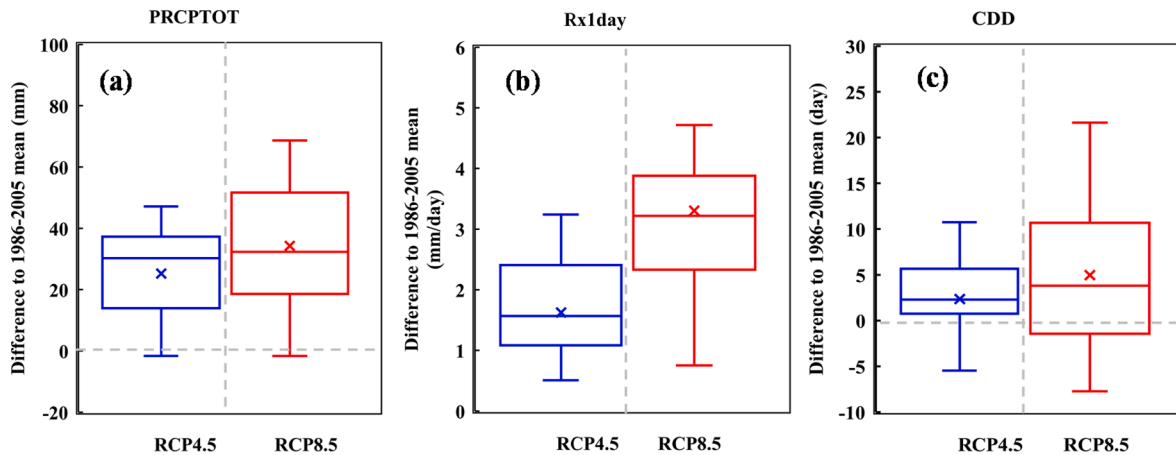 PRCPTOT
Difference to 1986-2005 mean (mm)
100
80
60
40
20
0
-20
(a)
RCP4.5 RCP8.5
Rx1day
Difference to 1986-2005 mean
(mm/day)
6
5
4
3
2
1
0
(b)
RCP4.5 RCP8.5
CDD
Difference to 1986-2005 mean (day)
30
25
20
15
10
5
0
-5
-10
(c)
RCP4.5 RCP8.5